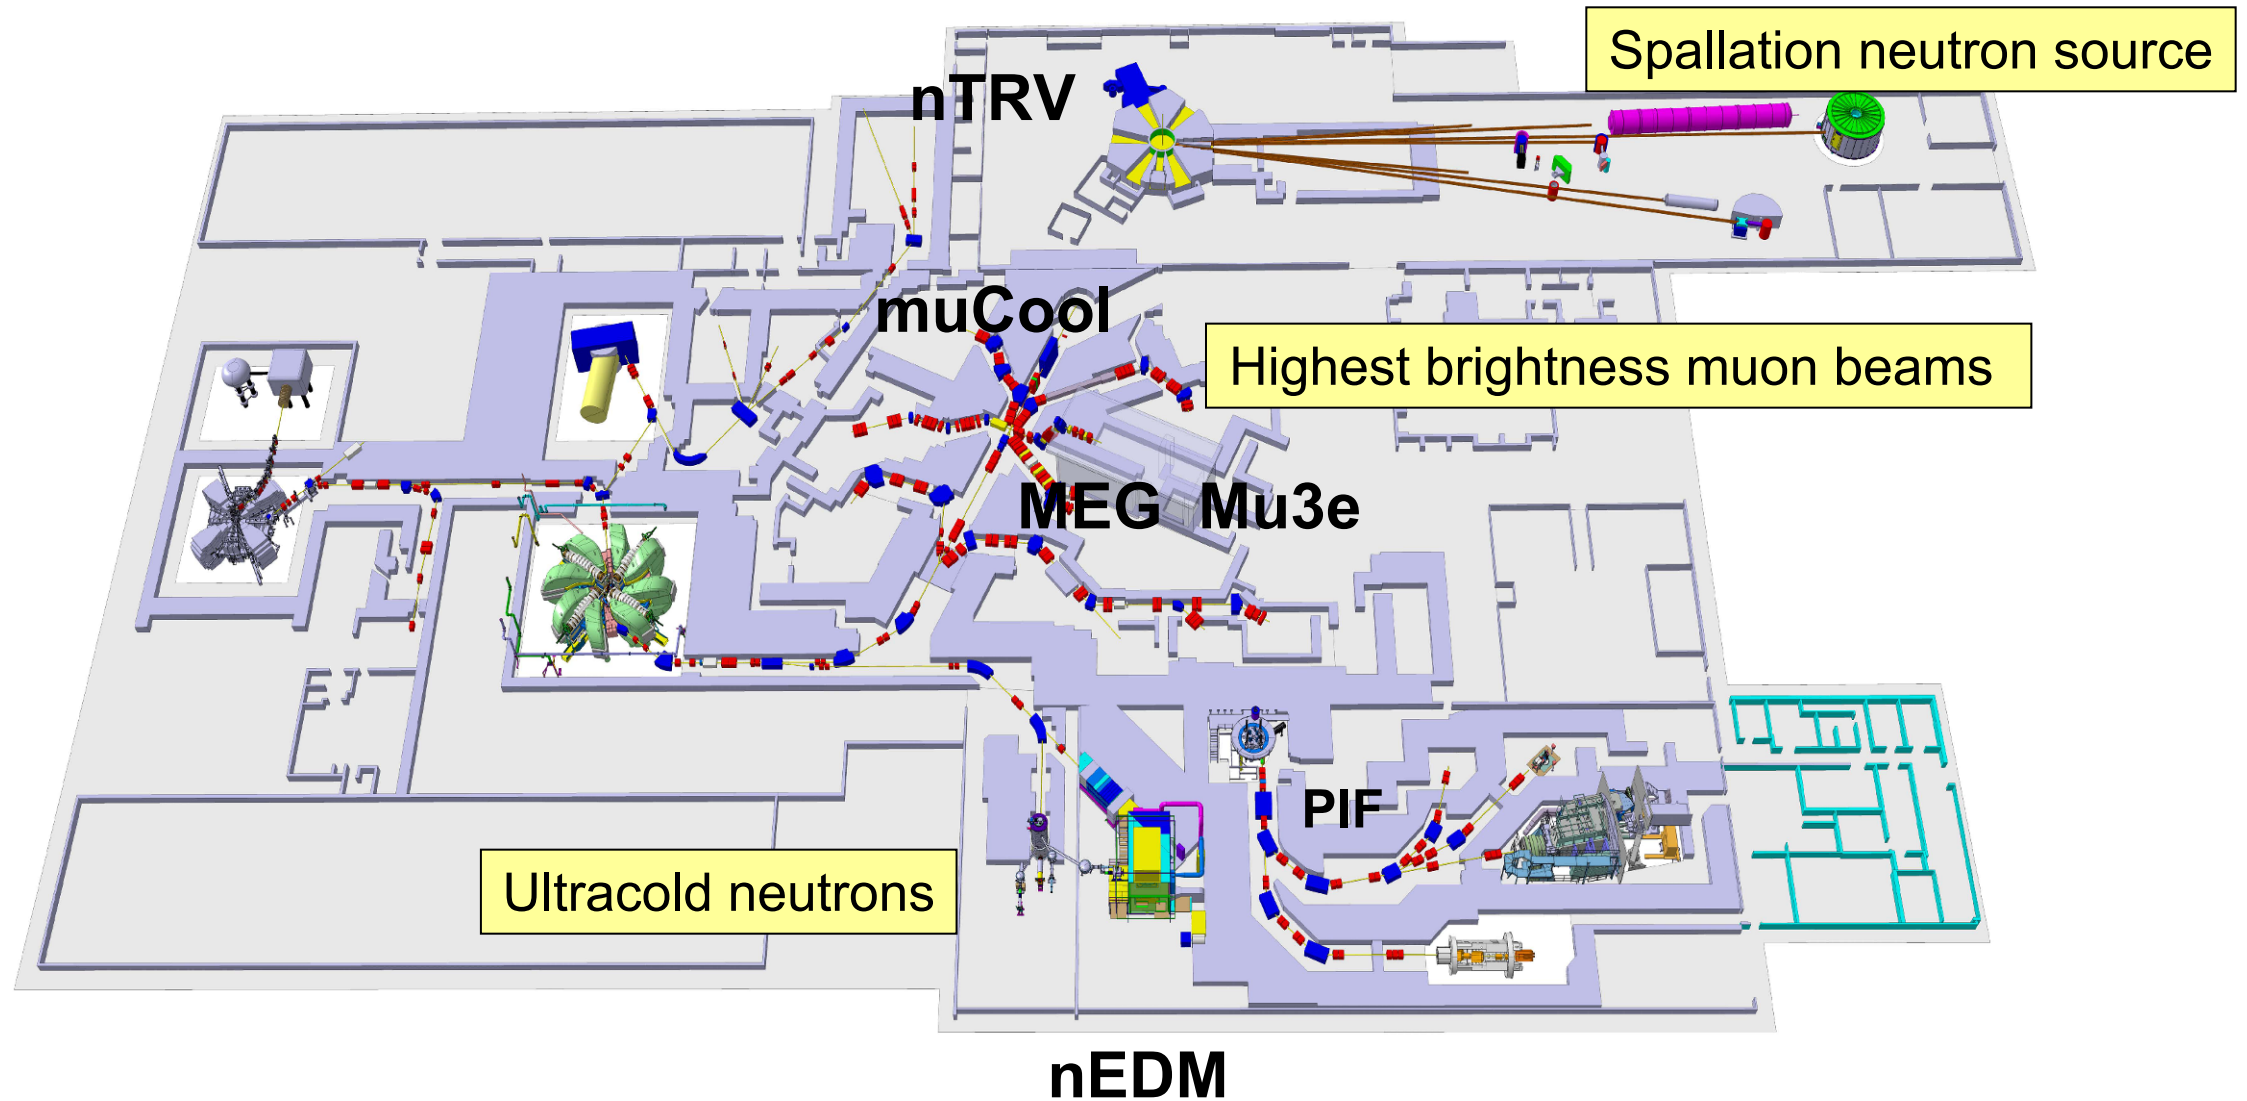 Spallation neutron source
nTRV
muCool
Highest brightness muon beams
MEG Mu3e
PIF
Ultracold neutrons
nEDM